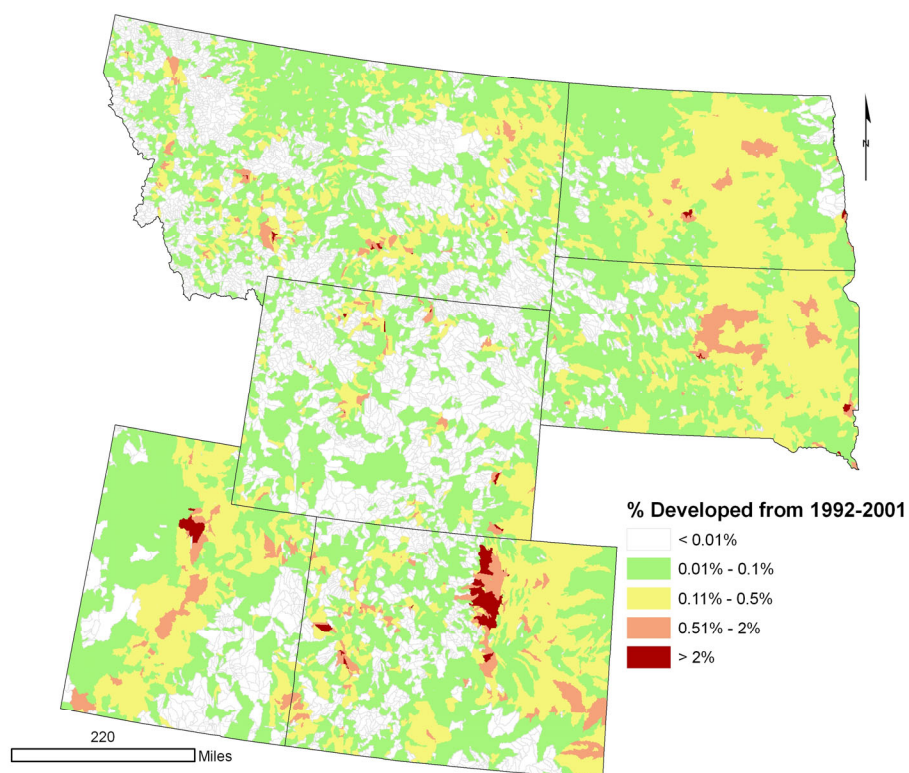 N
% Developed from 1992-2001
< 0.01%
0.01% - 0.1%
0.11% - 0.5%
0.51% - 2%
> 2%
220
Miles